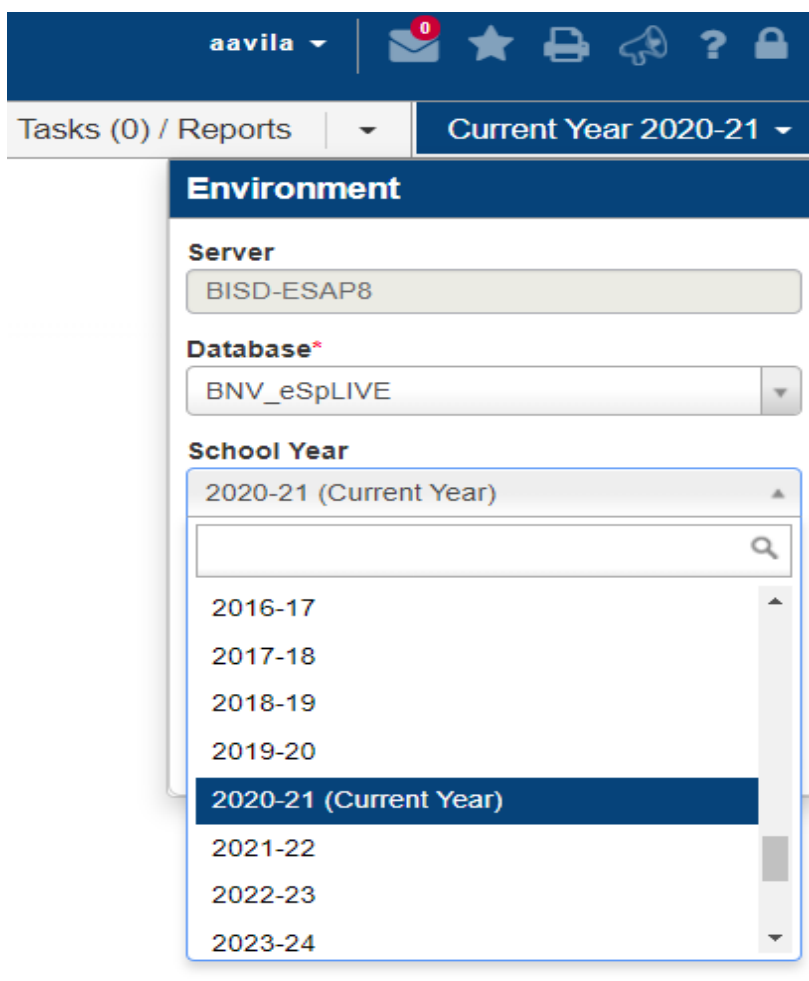 aavila
0
?
Tasks (0) / Reports
Current Year 2020-21
Environment
Server
BISD-ESAP8
Database*
BNV_eSpLIVE
School Year
2020-21 (Current Year)
2016-17
2017-18
2018-19
2019-20
2020-21 (Current Year)
2021-22
2022-23
2023-24